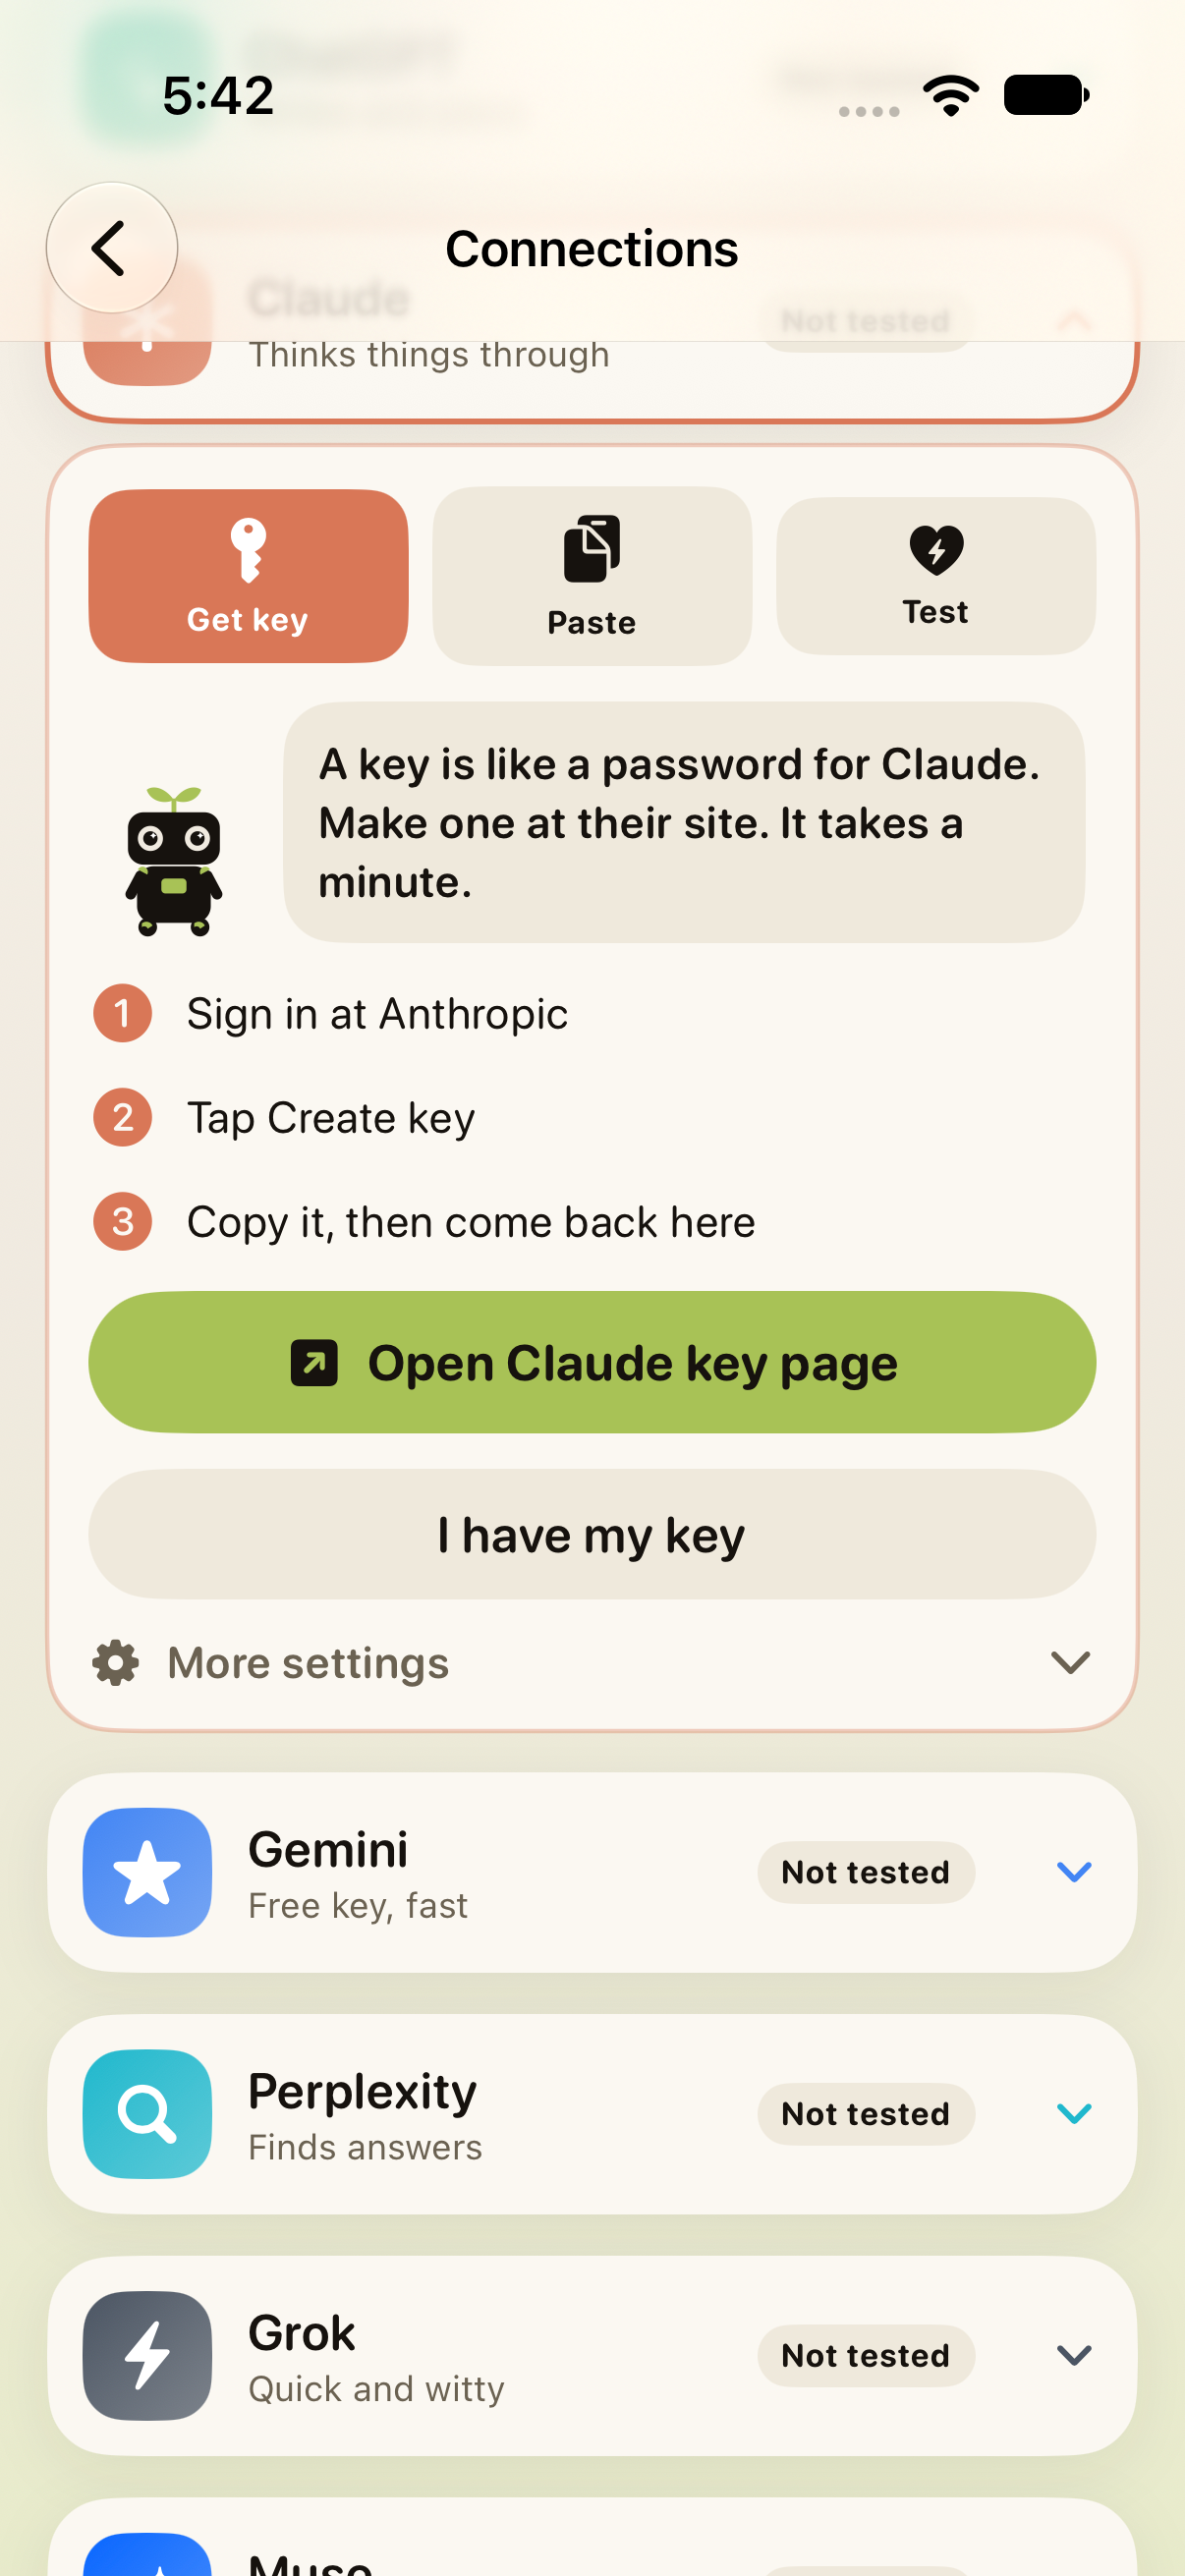 5:42
Connections
Claude
Not tested
Thinks things through
Get key
Paste
Test
A key is like a password for Claude.
Make one at their site. It takes a
minute.
1 Sign in at Anthropic
2 Tap Create key
3 Copy it, then come back here
Open Claude key page
I have my key
More settings
Gemini
Not tested
Free key, fast
Perplexity
Not tested
Finds answers
Grok
Not tested
Quick and witty